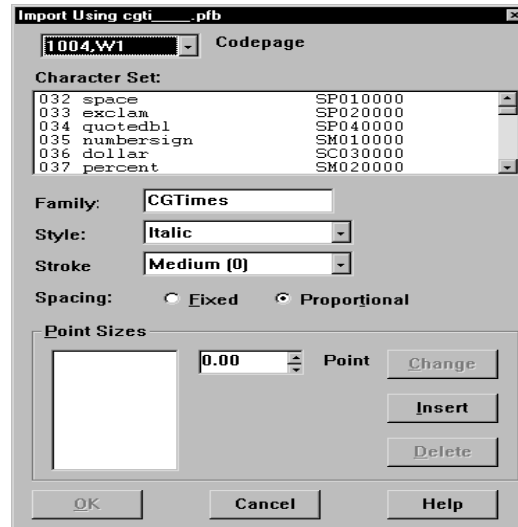 Import Using cgti____.pfb
1004,W1 Codepage
Character Set:
032 space SP010000
033 exclam SP020000
034 quotedbl SP040000
035 numbersign SM010000
036 dollar SC030000
037 percent SM020000
Family: CGTimes
Style: Italic
Stroke Medium (0)
Spacing: Fixed Proportional
Point Sizes
0.00 Point Change
Insert
Delete
OK Cancel Help